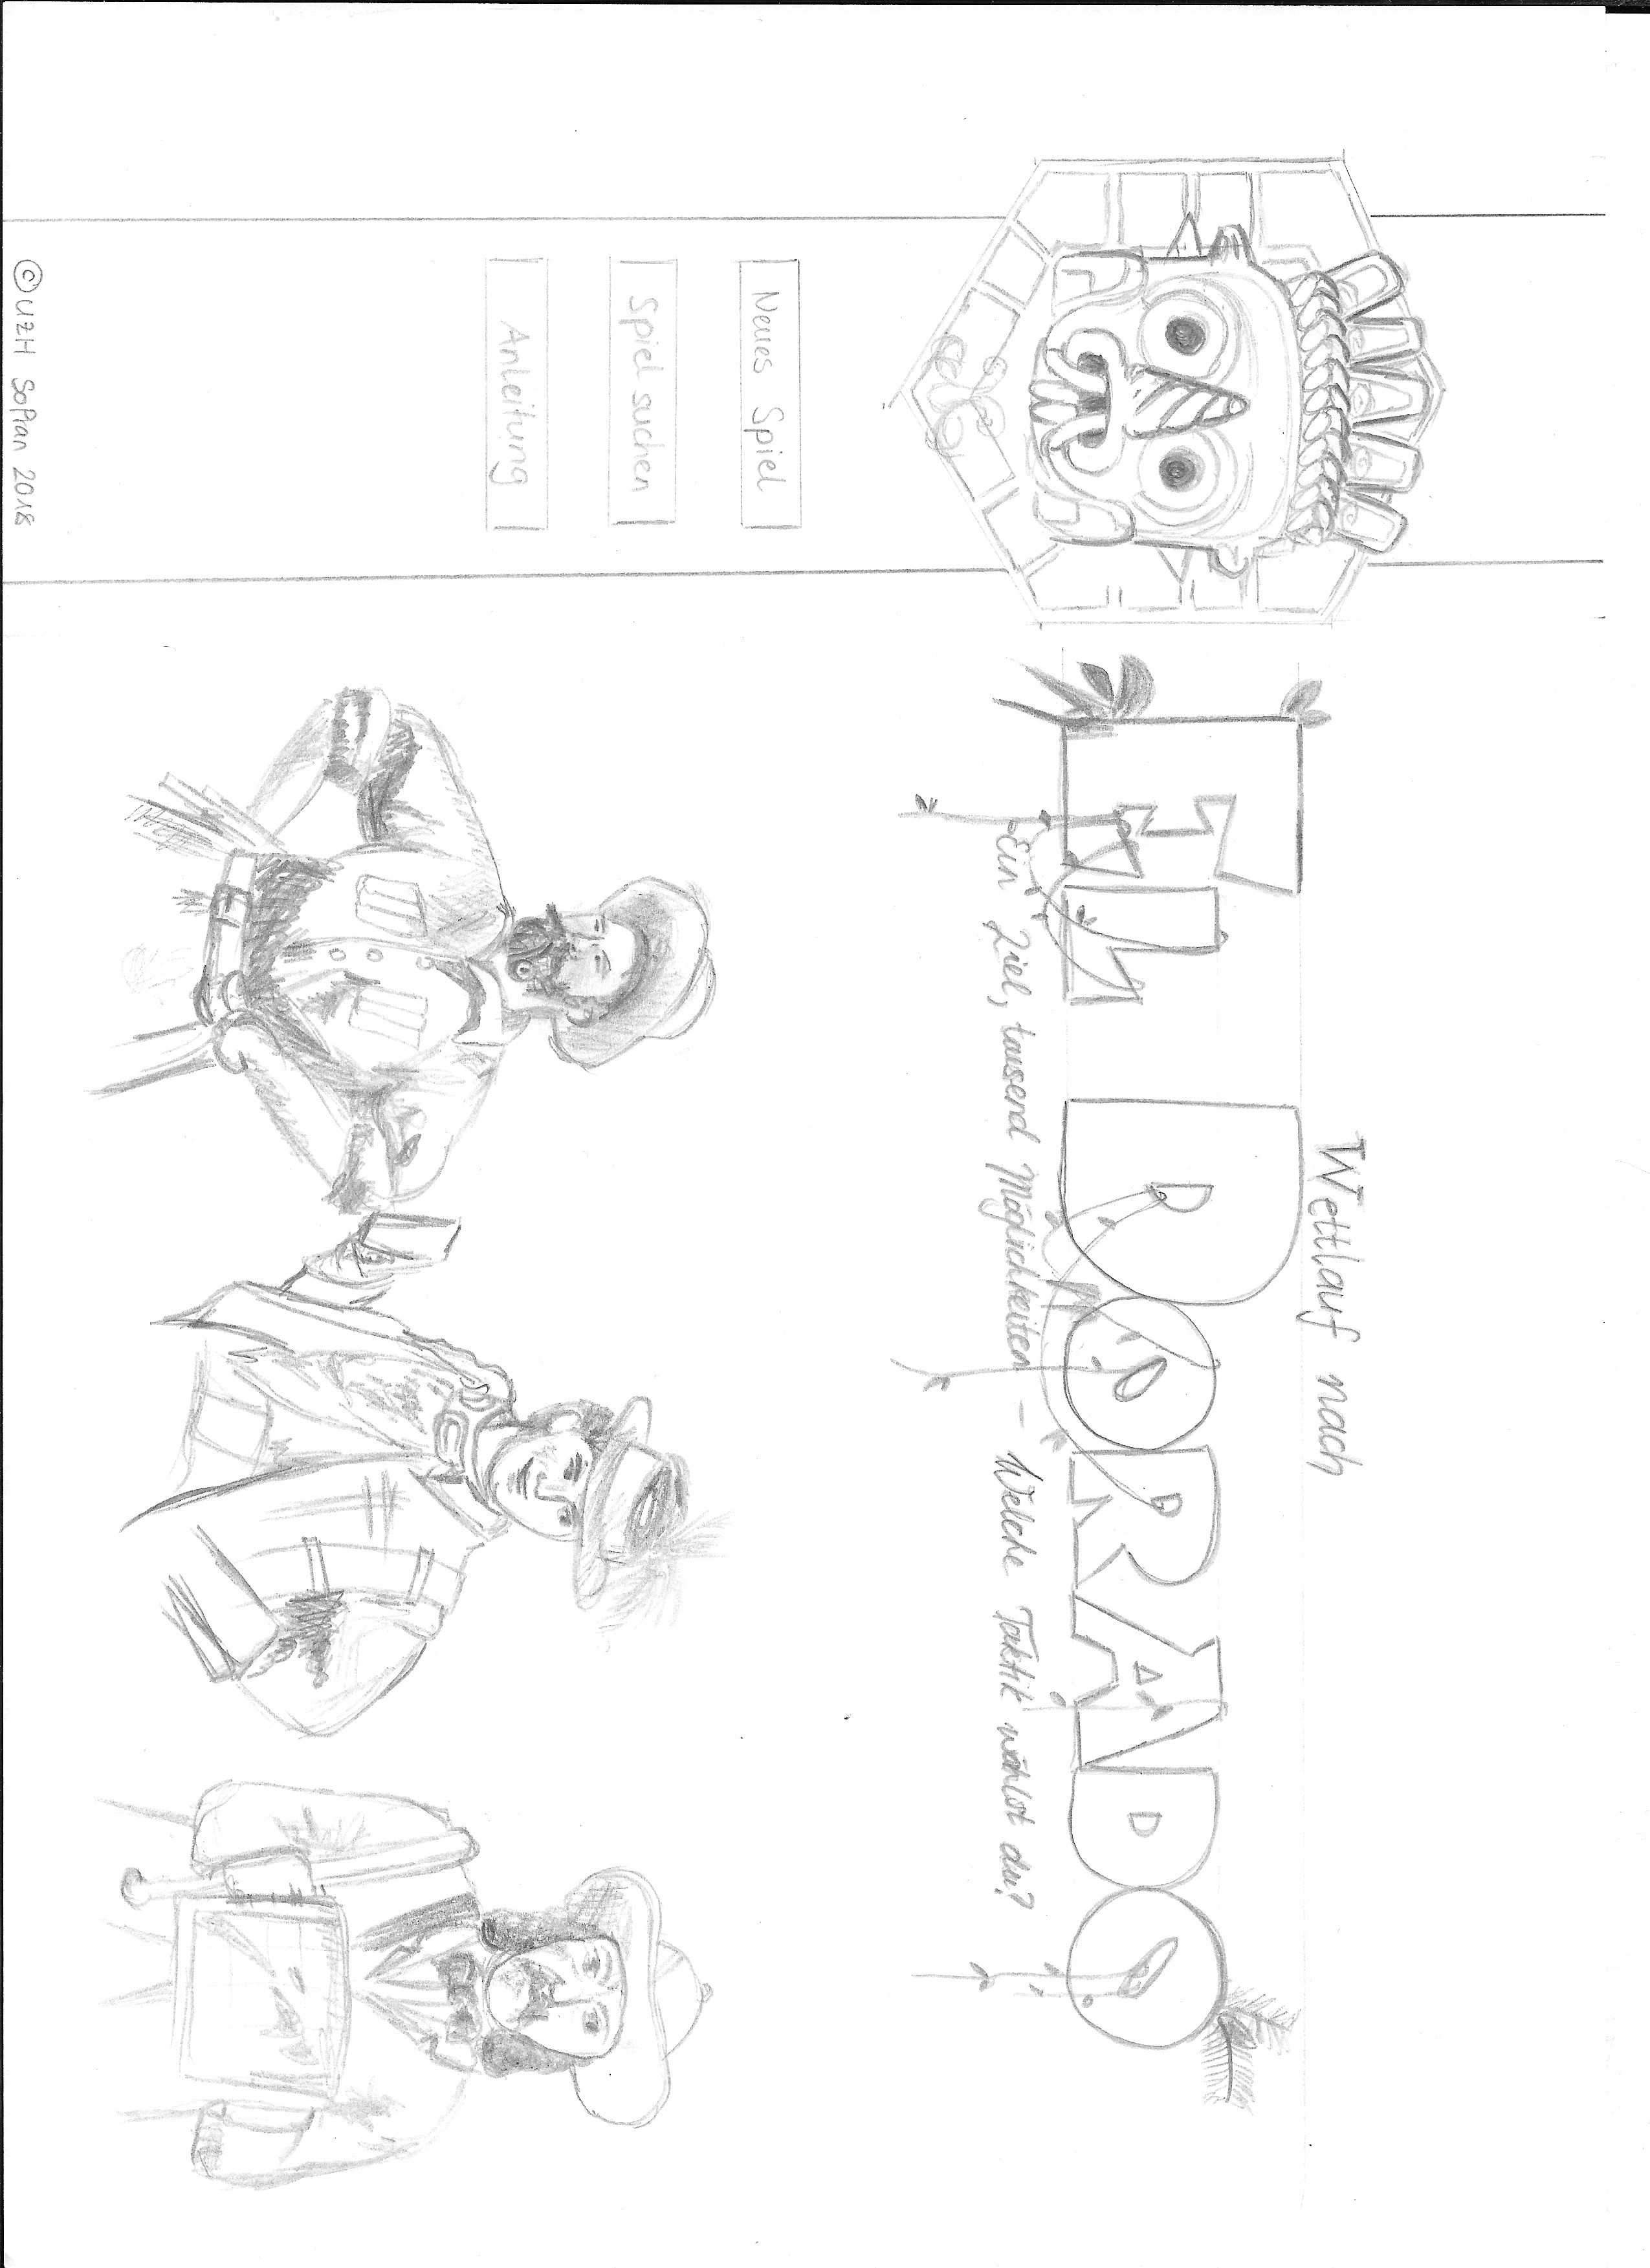 Wettlauf nach
EL DORADO
Ein Ziel, tausend Möglichkeiten – Welche Taktik wählst du?
Neues Spiel
Spiel suchen
Anleitung
© UZH SoPran 2018